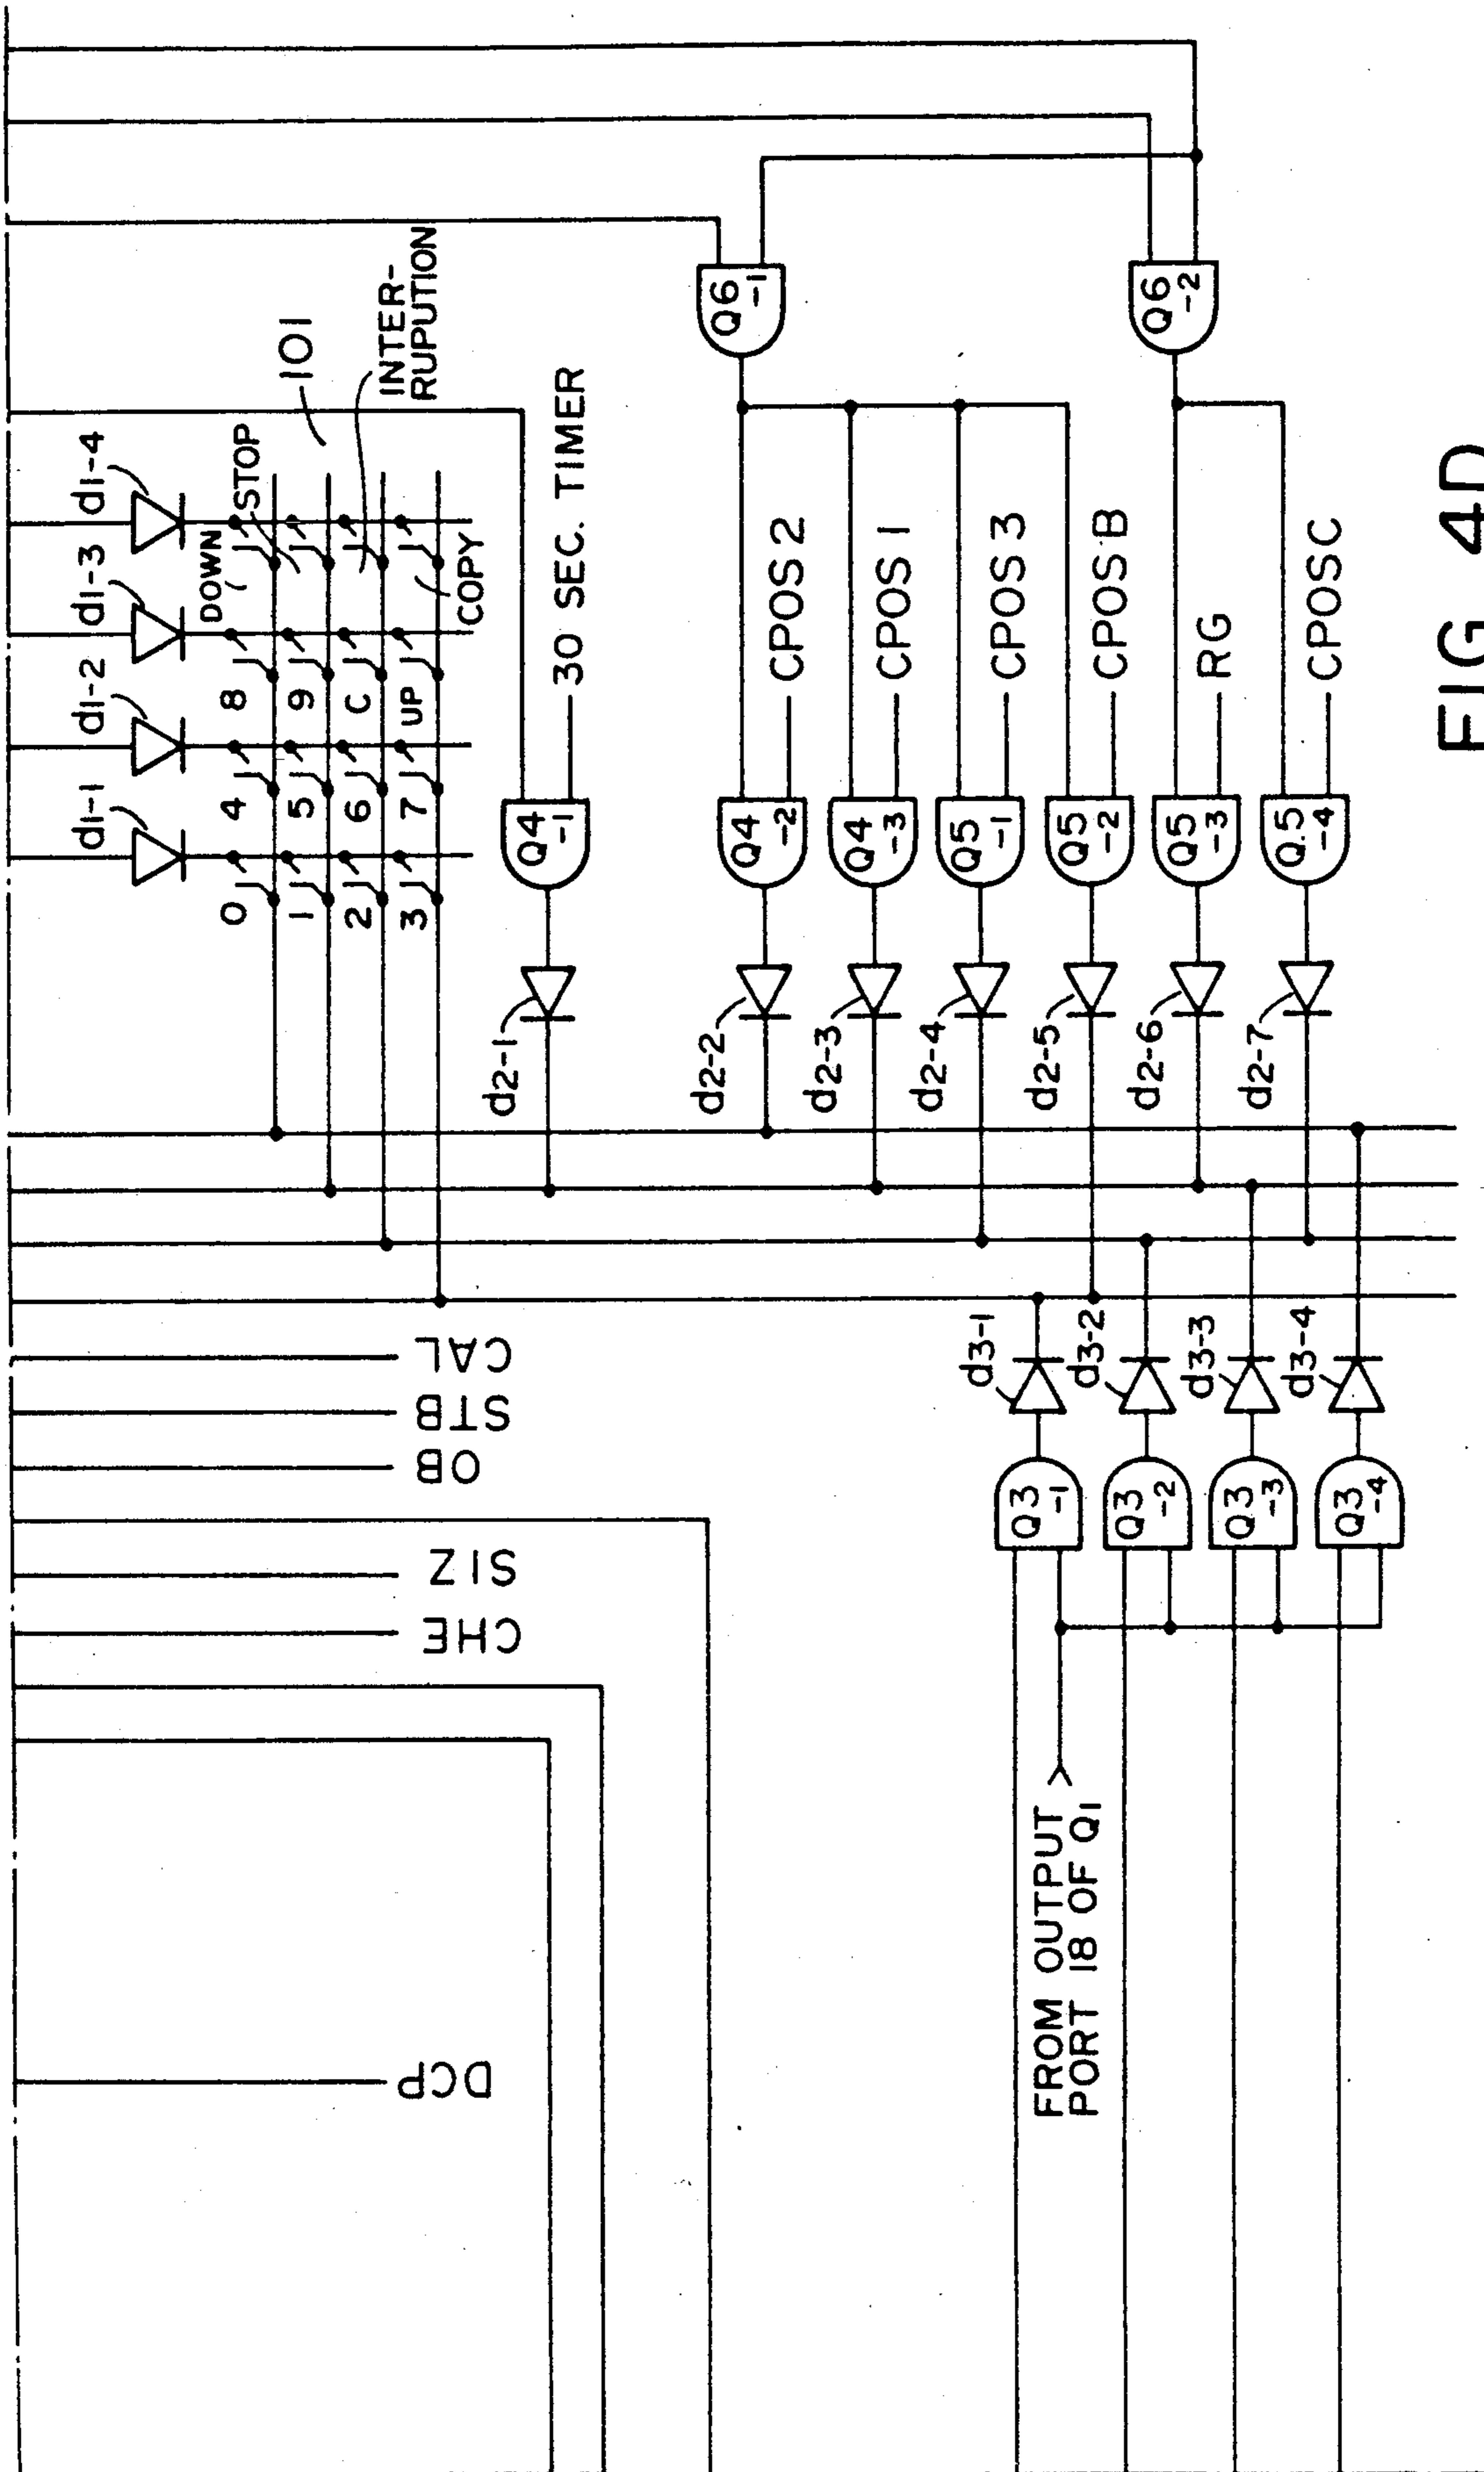 d1-1
d1-2
d1-3
d1-4
DOWN
STOP
101
INTER-
RUPUTION
COPY
0
4
8
1
5
9
2
6
C
3
7
UP
Q4
-1
30 SEC. TIMER
d2-1
Q6
-1
Q6
-2
Q4
-2
CPOS 2
d2-2
Q4
-3
CPOS 1
d2-3
Q5
-1
CPOS 3
d2-4
Q5
-2
CPOS B
d2-5
Q5
-3
RG
d2-6
Q.5
-4
CPOSC
d2-7
CAL
STB
OB
SIZ
CHE
DCP
d3-1
d3-2
d3-3
d3-4
Q3
-1
Q3
-2
Q3
-3
Q3
-4
FROM OUTPUT
PORT 18 OF Q1
FIG 4D